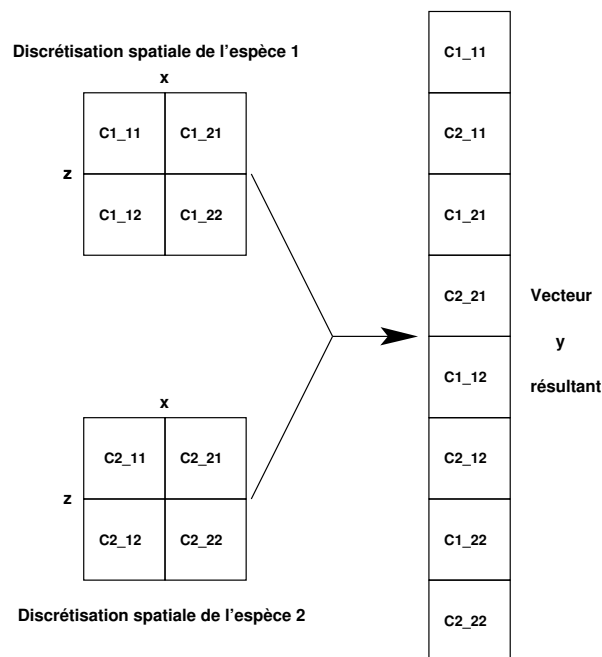 Discrétisation spatiale de l'espèce 1
x
z
C1_11 C1_21
C1_12 C1_22
x
z
C2_11 C2_21
C2_12 C2_22
Discrétisation spatiale de l'espèce 2
C1_11
C2_11
C1_21
C2_21
C1_12
C2_12
C1_22
C2_22
Vecteur
y
résultant